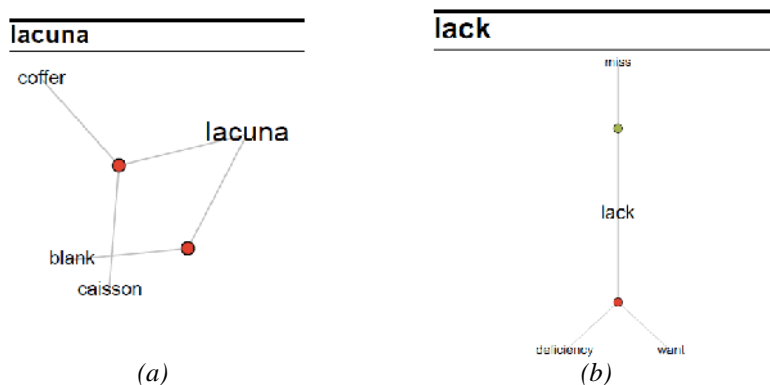 lacuna
coffer
lacuna
blank
caisson
(a)
lack
miss
lack
deficiency want
(b)